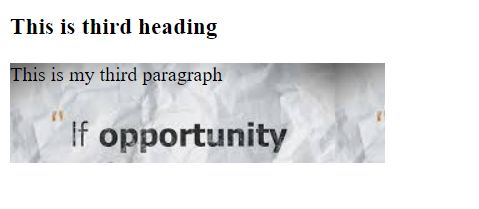 This is third heading
This is my third paragraph
" If opportunity "